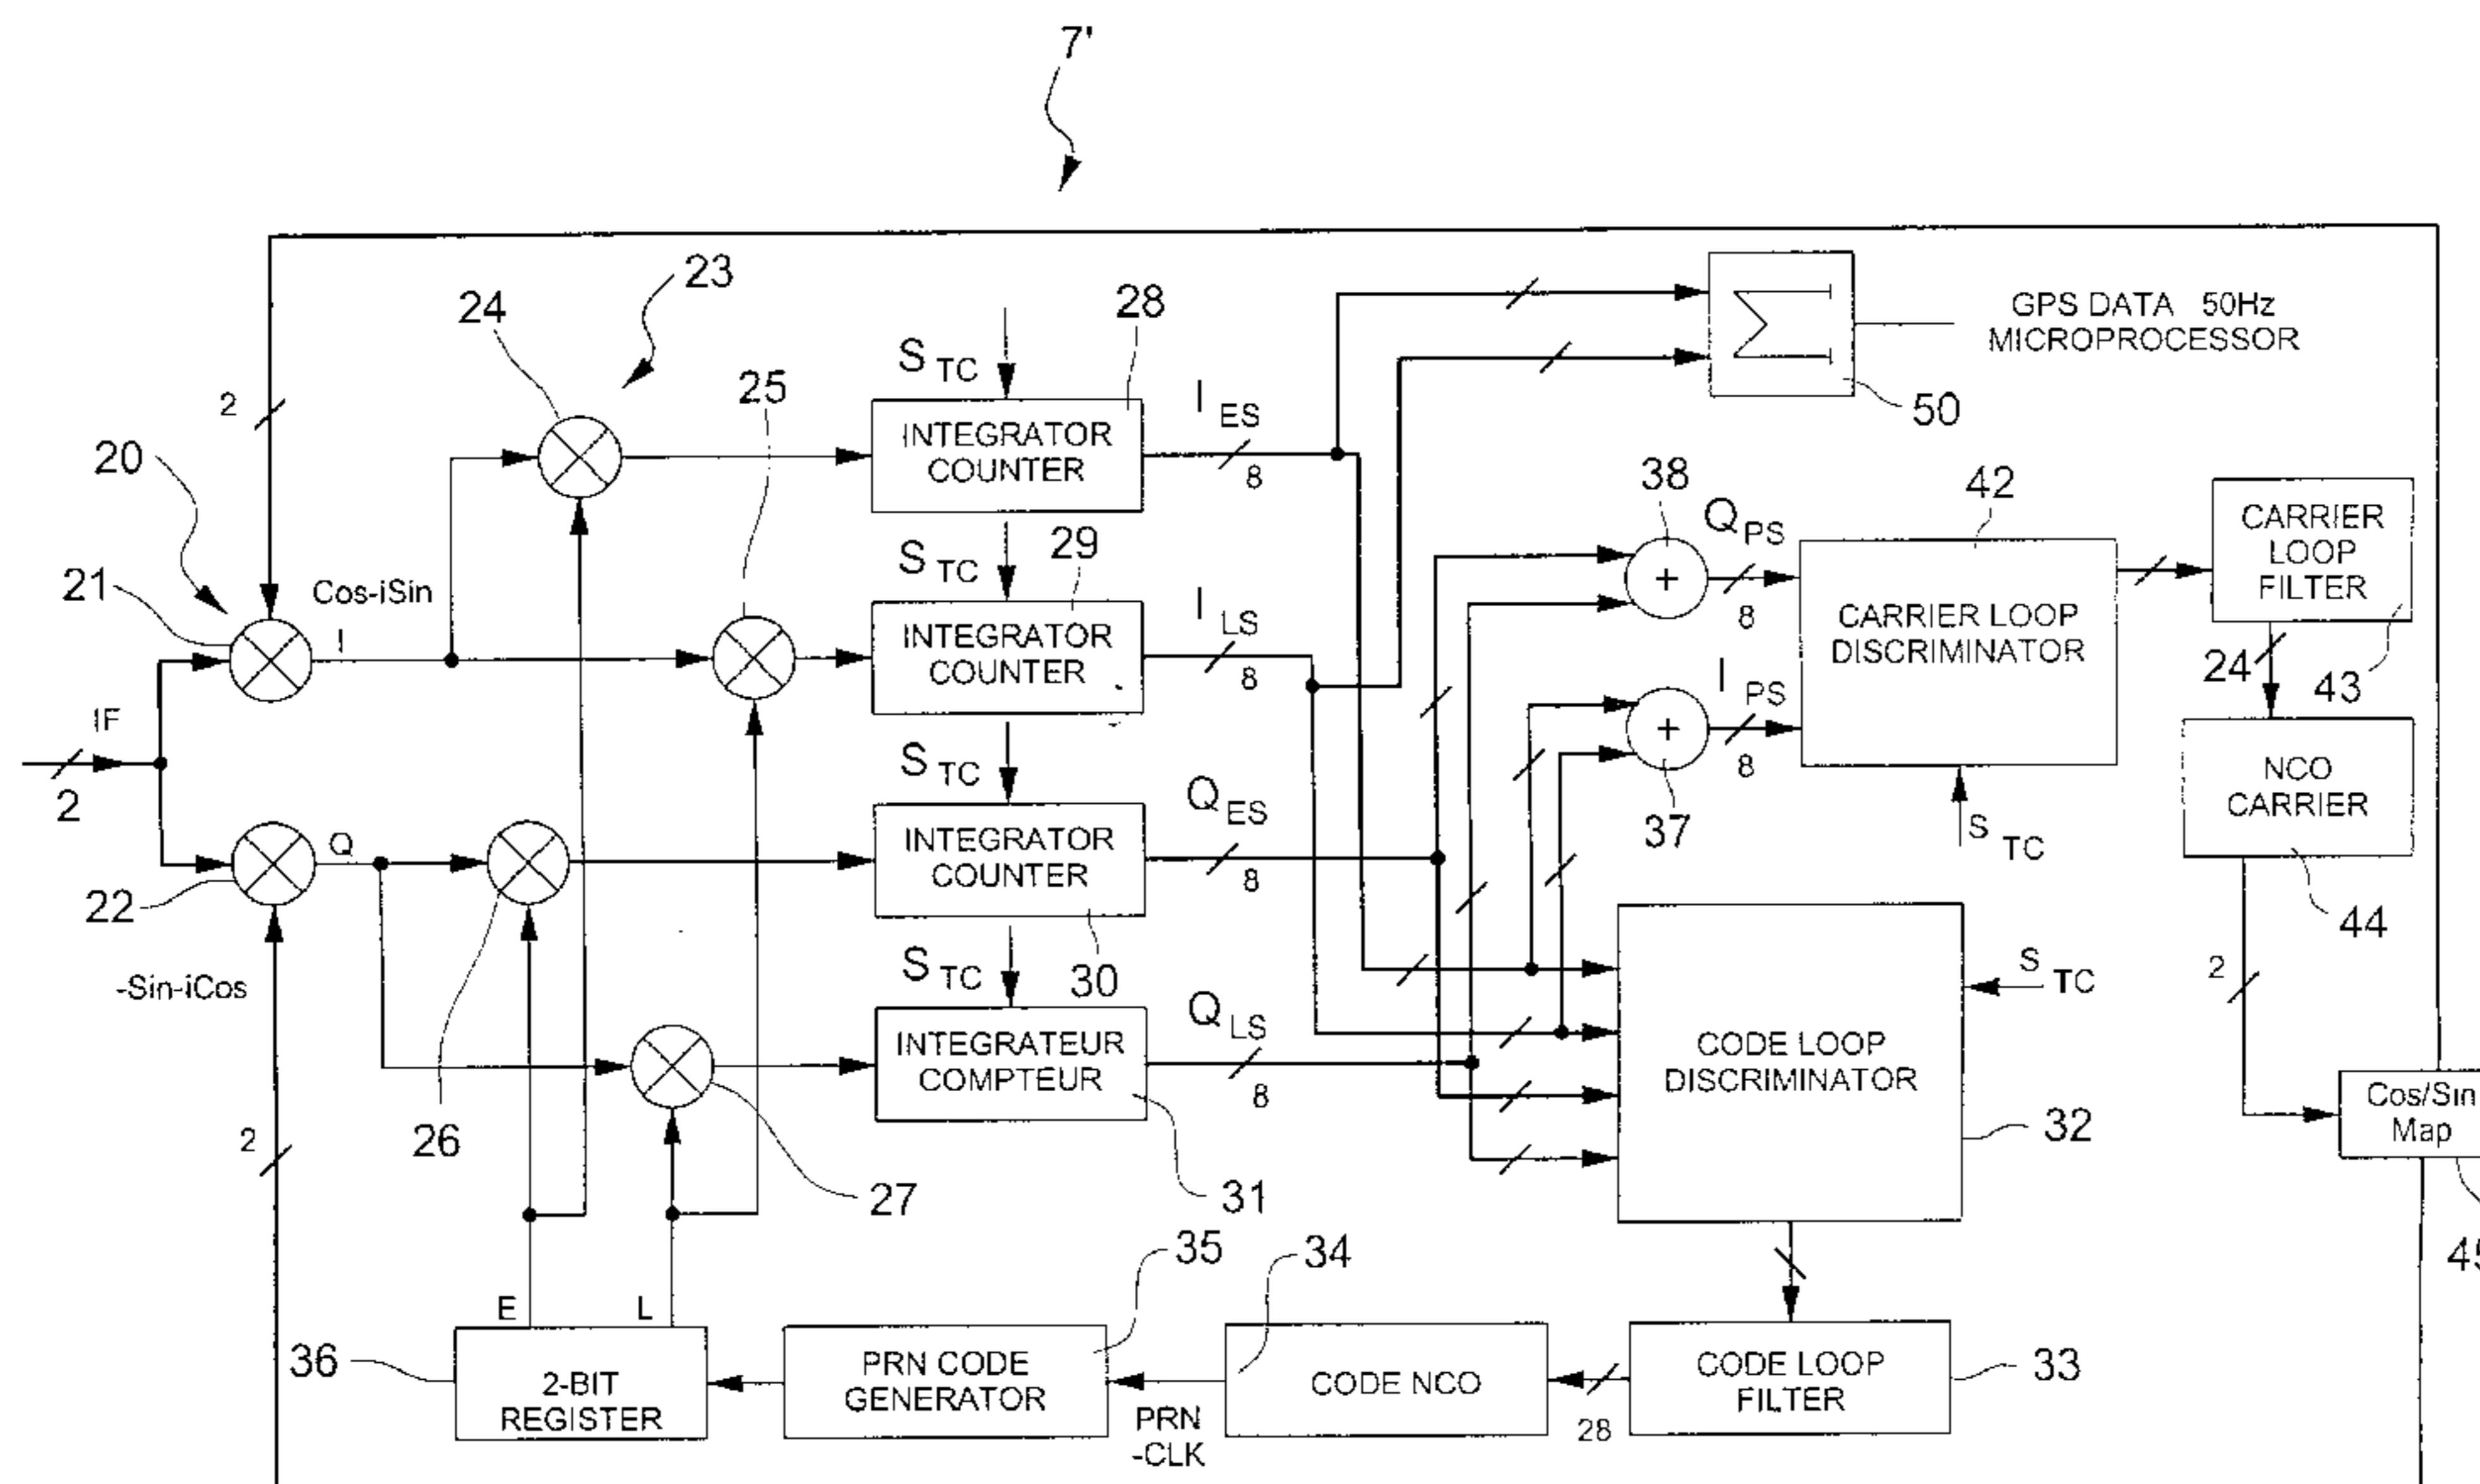 7'
23
24
28
S TC
GPS DATA 50Hz
MICROPROCESSOR
I ES
50
2
25
INTEGRATOR
COUNTER
8
20
38
42
Q PS
CARRIER
LOOP
FILTER
29
S TC
I LS
21
Cos-iSin
I
INTEGRATOR
COUNTER
8
8
CARRIER LOOP
DISCRIMINATOR
24
43
I PS
IF
2
S TC
Q ES
8
37
NCO
CARRIER
S TC
44
Q
22
INTEGRATOR
COUNTER
8
-Sin-iCos
S TC
30
S TC
2
Q LS
INTEGRATEUR
COMPTEUR
8
CODE LOOP
DISCRIMINATOR
32
Cos/Sin
Map
2
26
27
31
35
34
45
E
L
36
2-BIT
REGISTER
PRN CODE
GENERATOR
PRN
-CLK
CODE NCO
28
CODE LOOP
FILTER
33